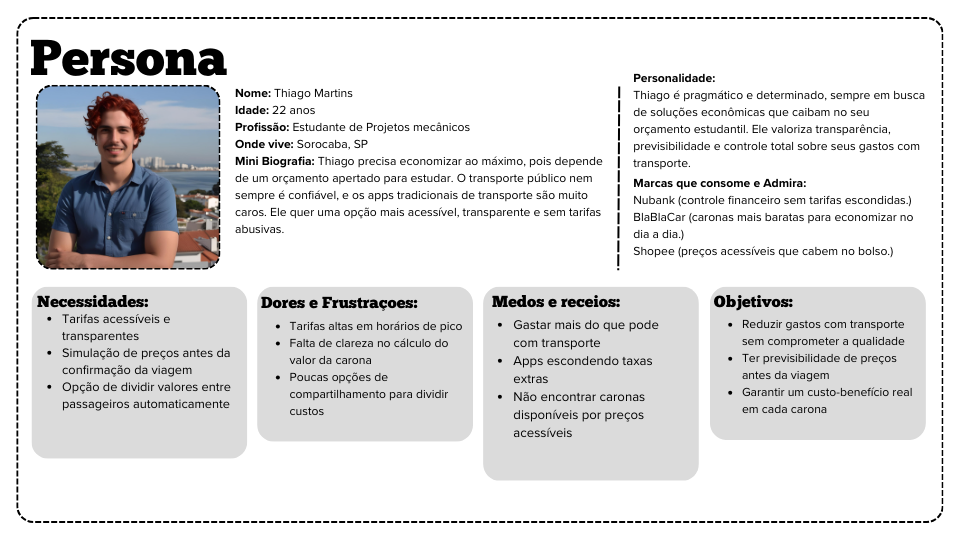 Persona
Nome: Thiago Martins
Idade: 22 anos
Profissão: Estudante de Projetos mecânicos
Onde vive: Sorocaba, SP
Mini Biografia: Thiago precisa economizar ao máximo, pois depende
de um orçamento apertado para estudar. O transporte público nem
sempre é confiável, e os apps tradicionais de transporte são muito
caros. Ele quer uma opção mais acessível, transparente e sem tarifas
abusivas.
Personalidade:
Thiago é pragmático e determinado, sempre em busca
de soluções econômicas que caibam no seu
orçamento estudantil. Ele valoriza transparência,
previsibilidade e controle total sobre seus gastos com
transporte.
Marcas que consome e Admira:
Nubank (controle financeiro sem tarifas escondidas.)
BlaBlaCar (caronas mais baratas para economizar no
dia a dia.)
Shopee (preços acessíveis que cabem no bolso.)
Necessidades:
• Tarifas acessíveis e
transparentes
• Simulação de preços antes da
confirmação da viagem
• Opção de dividir valores entre
passageiros automaticamente
Dores e Frustraçoes:
• Tarifas altas em horários de pico
• Falta de clareza no cálculo do
valor da carona
• Poucas opções de
compartilhamento para dividir
custos
Medos e receios:
• Gastar mais do que pode
com transporte
• Apps escondendo taxas
extras
• Não encontrar caronas
disponíveis por preços
acessíveis
Objetivos:
• Reduzir gastos com transporte
sem comprometer a qualidade
• Ter previsibilidade de preços
antes da viagem
• Garantir um custo-benefício real
em cada carona